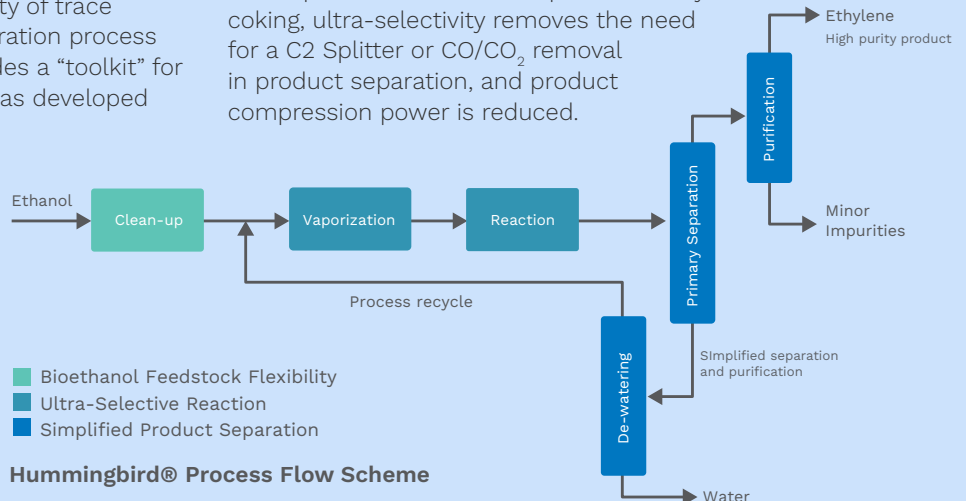 ty of trace
ration process
des a “toolkit” for
as developed
coking, ultra-selectivity removes the need
for a C2 Splitter or CO/CO2 removal
in product separation, and product
compression power is reduced.
Ethylene
High purity product
Purification
Minor
Impurities
Ethanol
Clean-up
Vaporization
Reaction
Primary Separation
Process recycle
SImplified separation
and purification
De-watering
Water
Bioethanol Feedstock Flexibility
Ultra-Selective Reaction
Simplified Product Separation
Hummingbird® Process Flow Scheme